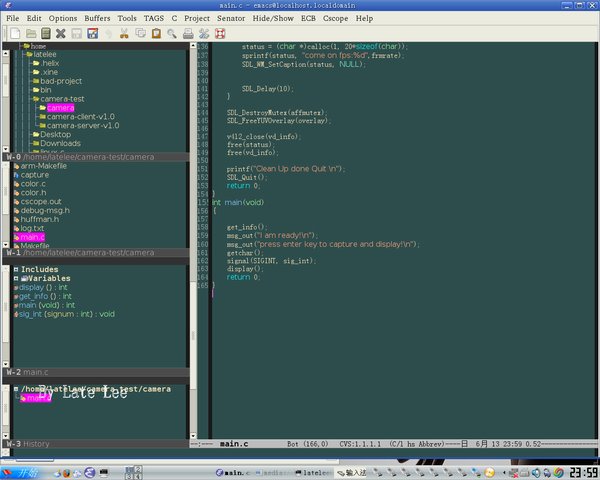 main.c - emacs@localhost.localdomain
File Edit Options Buffers Tools TAGS C Project Senator Hide/Show ECB Cscope Help
home
latelee
.helix
.xine
bad-project
bin
camera-test
camera
camera-client-v1.0
camera-server-v1.0
Desktop
Downloads
W-0 /home/latelee/camera-test/camera
arm-Makefile
capture
color.c
color.h
cscope.out
debug-msg.h
huffman.h
log.txt
main.c
Makefile
W-1 /home/latelee/camera-test/camera
Includes
Variables
display () : int
get_info () : int
main (void) : int
sig_int (signum : int) : void
W-2 main.c
/home/latelee/camera-test/camera
main.c
By Late Lee
W-3 History
136 status = (char *)calloc(1, 20*sizeof(char));
137 sprintf(status, "come on fps:%d",frmrate);
138 SDL_WM_SetCaption(status, NULL);
139
140
141 SDL_Delay(10);
142 }
143
144 SDL_DestroyMutex(affmutex);
145 SDL_FreeYUVOverlay(overlay);
146
147 v4l2_close(vd_info);
148 free(status);
149 free(vd_info);
150
151 printf("Clean Up done Quit \n");
152 SDL_Quit();
153 return 0;
154 }
155 int main(void)
156 {
157
158 get_info();
159 msg_out("I am ready!\n");
160 msg_out("press enter key to capture and display!\n");
161 getchar();
162 signal(SIGINT, sig_int);
163 display();
164 return 0;
165 }
main.c Bot (166,0) CVS:1.1.1.1 (C/l hs Abbrev)----日 6月 13 23:59 0.52
开始
main.c
latelee
输入法
23:59